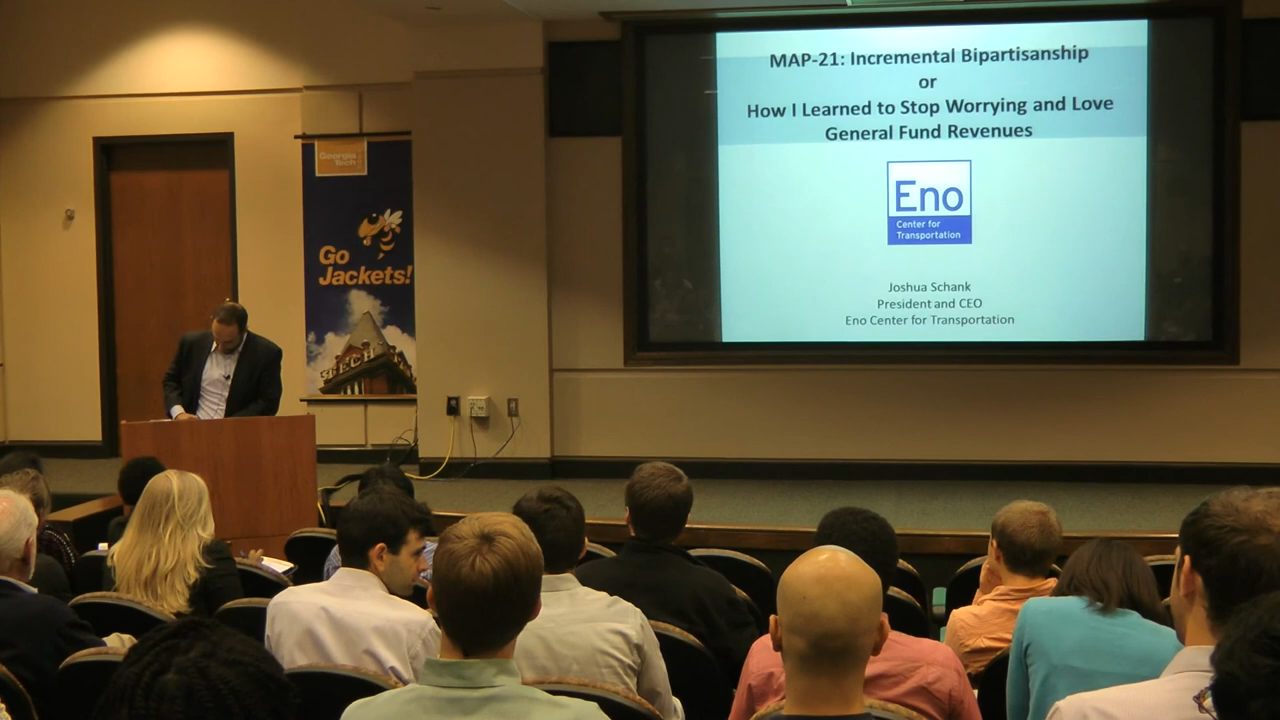 MAP-21: Incremental Bipartisanship
or
How I Learned to Stop Worrying and Love
General Fund Revenues
Eno
Center for
Transportation
Joshua Schank
President and CEO
Eno Center for Transportation
Georgia
Tech
Go
Jackets!
TECH